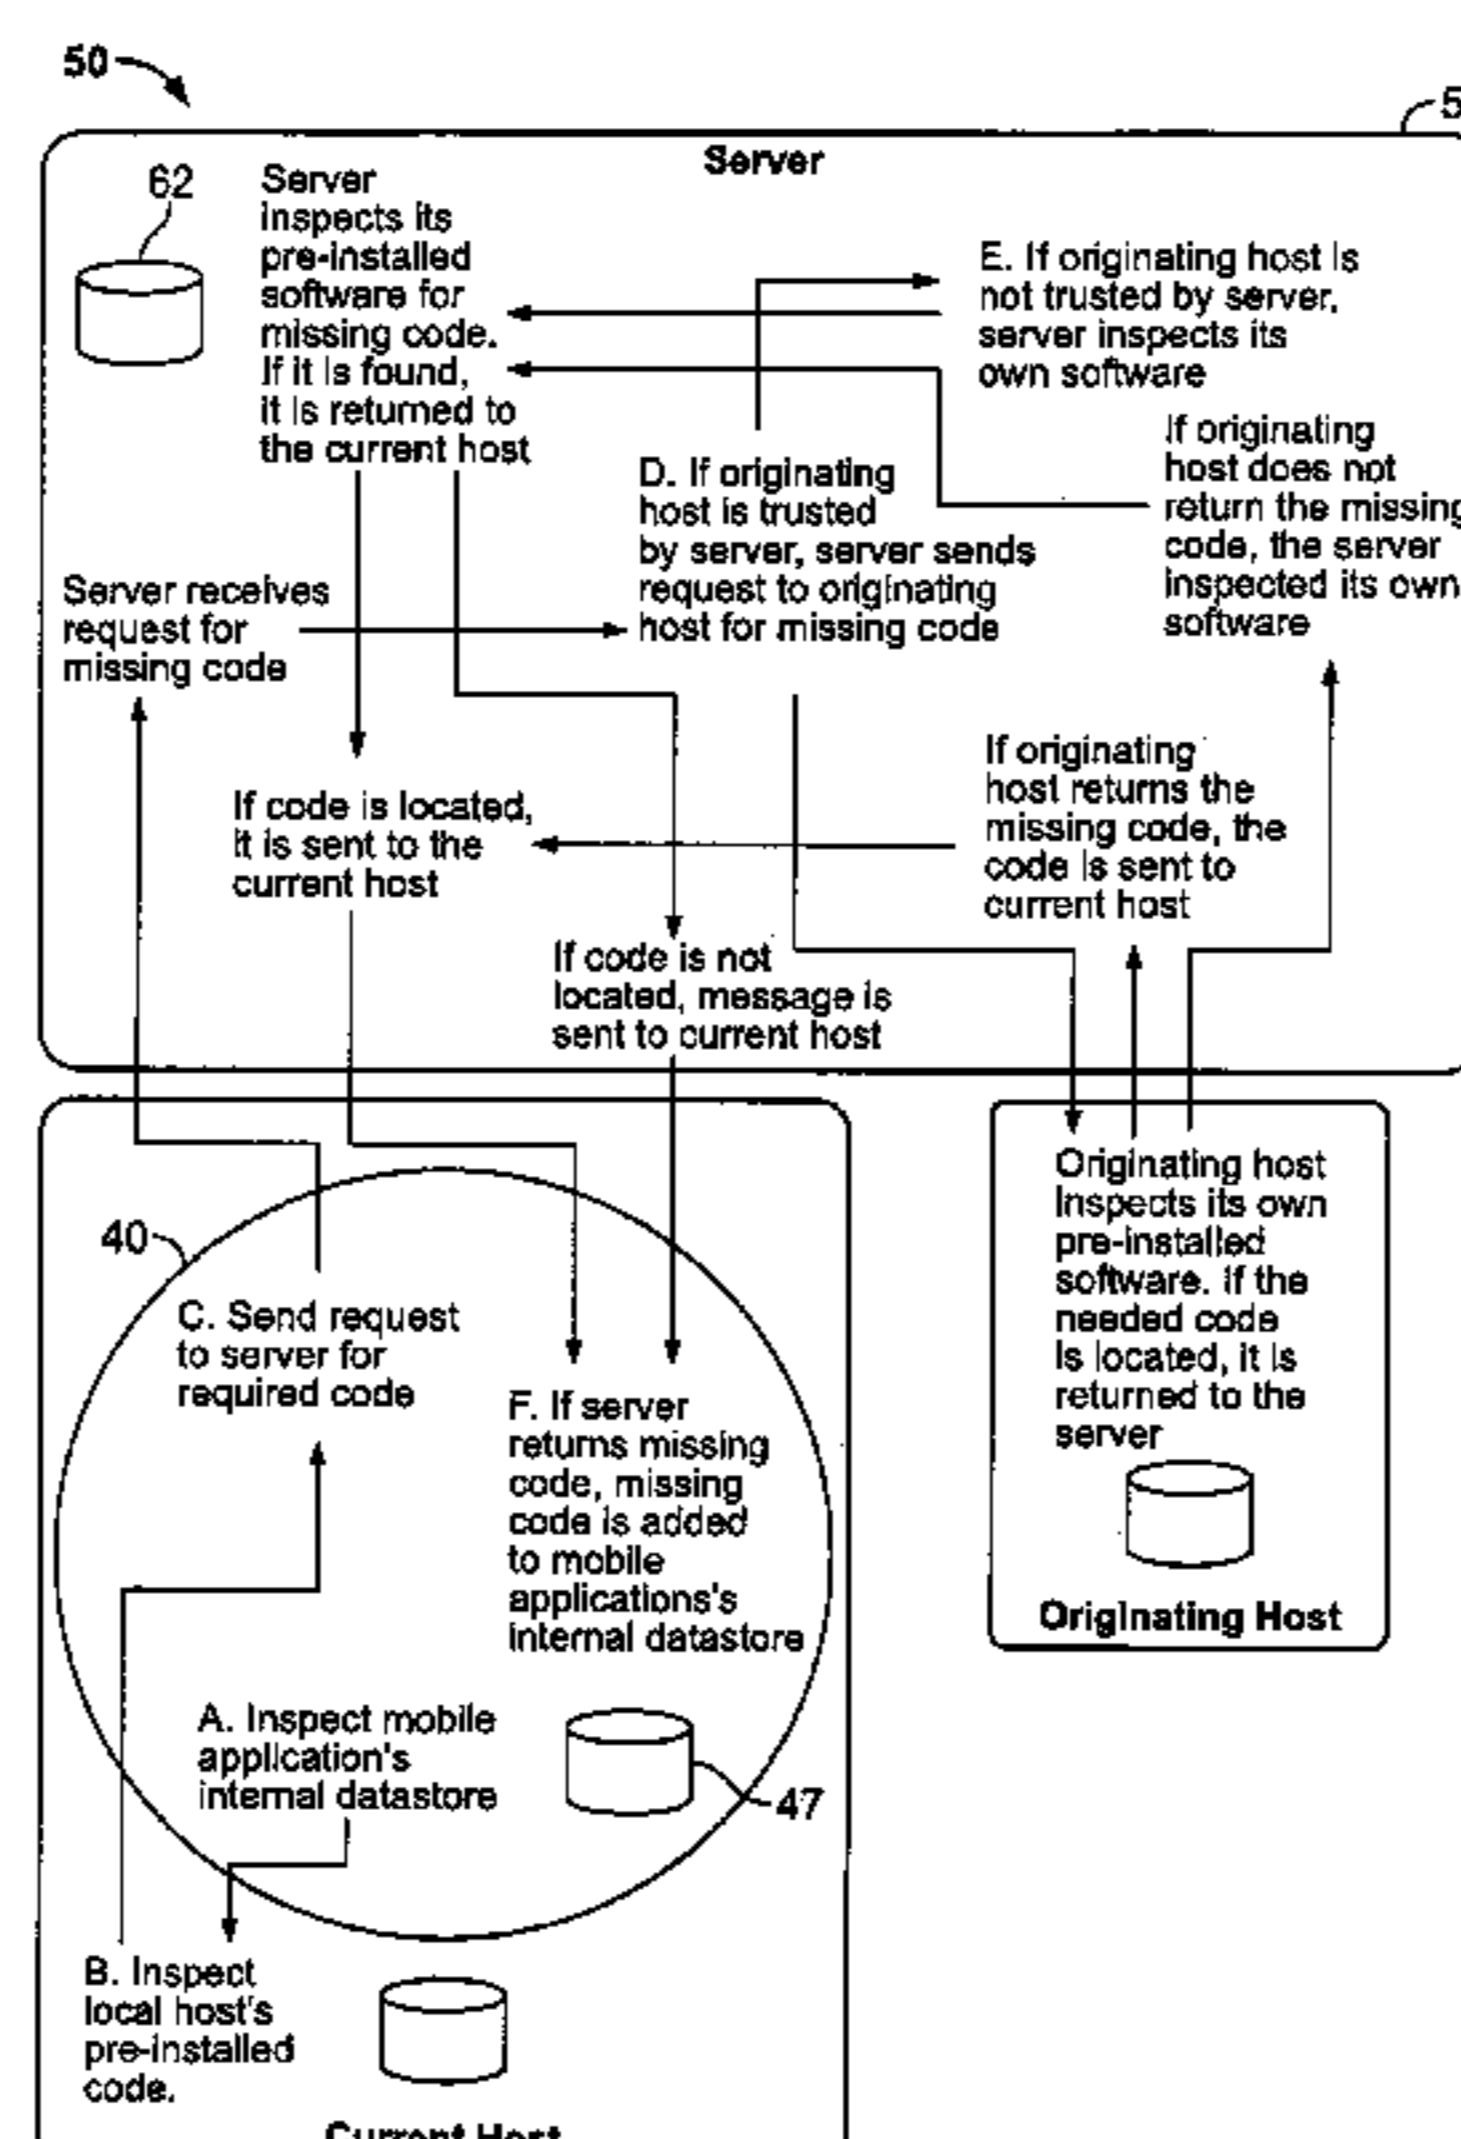 50
5
Server
62
Server
inspects its
pre-installed
software for
missing code.
If it is found,
it is returned to
the current host
E. If originating host is
not trusted by server,
server inspects its
own software
If originating
host does not
return the missing
code, the server
inspected its own
software
D. If originating
host is trusted
by server, server sends
request to originating
host for missing code
Server receives
request for
missing code
If originating
host returns the
missing code, the
code is sent to
current host
If code is located,
it is sent to the
current host
If code is not
located, message is
sent to current host
40
C. Send request
to server for
required code
F. If server
returns missing
code, missing
code is added
to mobile
applications's
internal datastore
Originating host
inspects its own
pre-installed
software. If the
needed code
is located, it is
returned to the
server
Originating Host
A. Inspect mobile
application's
internal datastore
47
B. Inspect
local host's
pre-installed
code.
Current Host